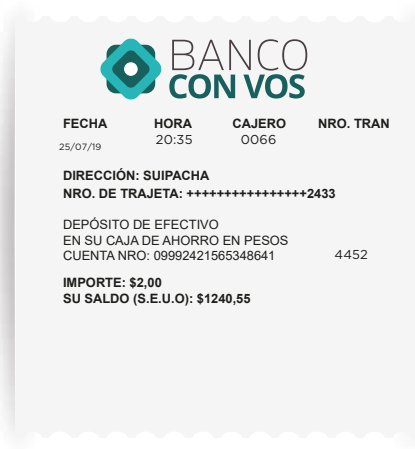 BANCO
CON VOS
FECHA HORA CAJERO NRO. TRAN
25/07/19 20:35 0066
DIRECCIÓN: SUIPACHA
NRO. DE TRAJETA: ++++++++++++++++2433
DEPÓSITO DE EFECTIVO
EN SU CAJA DE AHORRO EN PESOS
CUENTA NRO: 09992421565348641 4452
IMPORTE: $2,00
SU SALDO (S.E.U.O): $1240,55